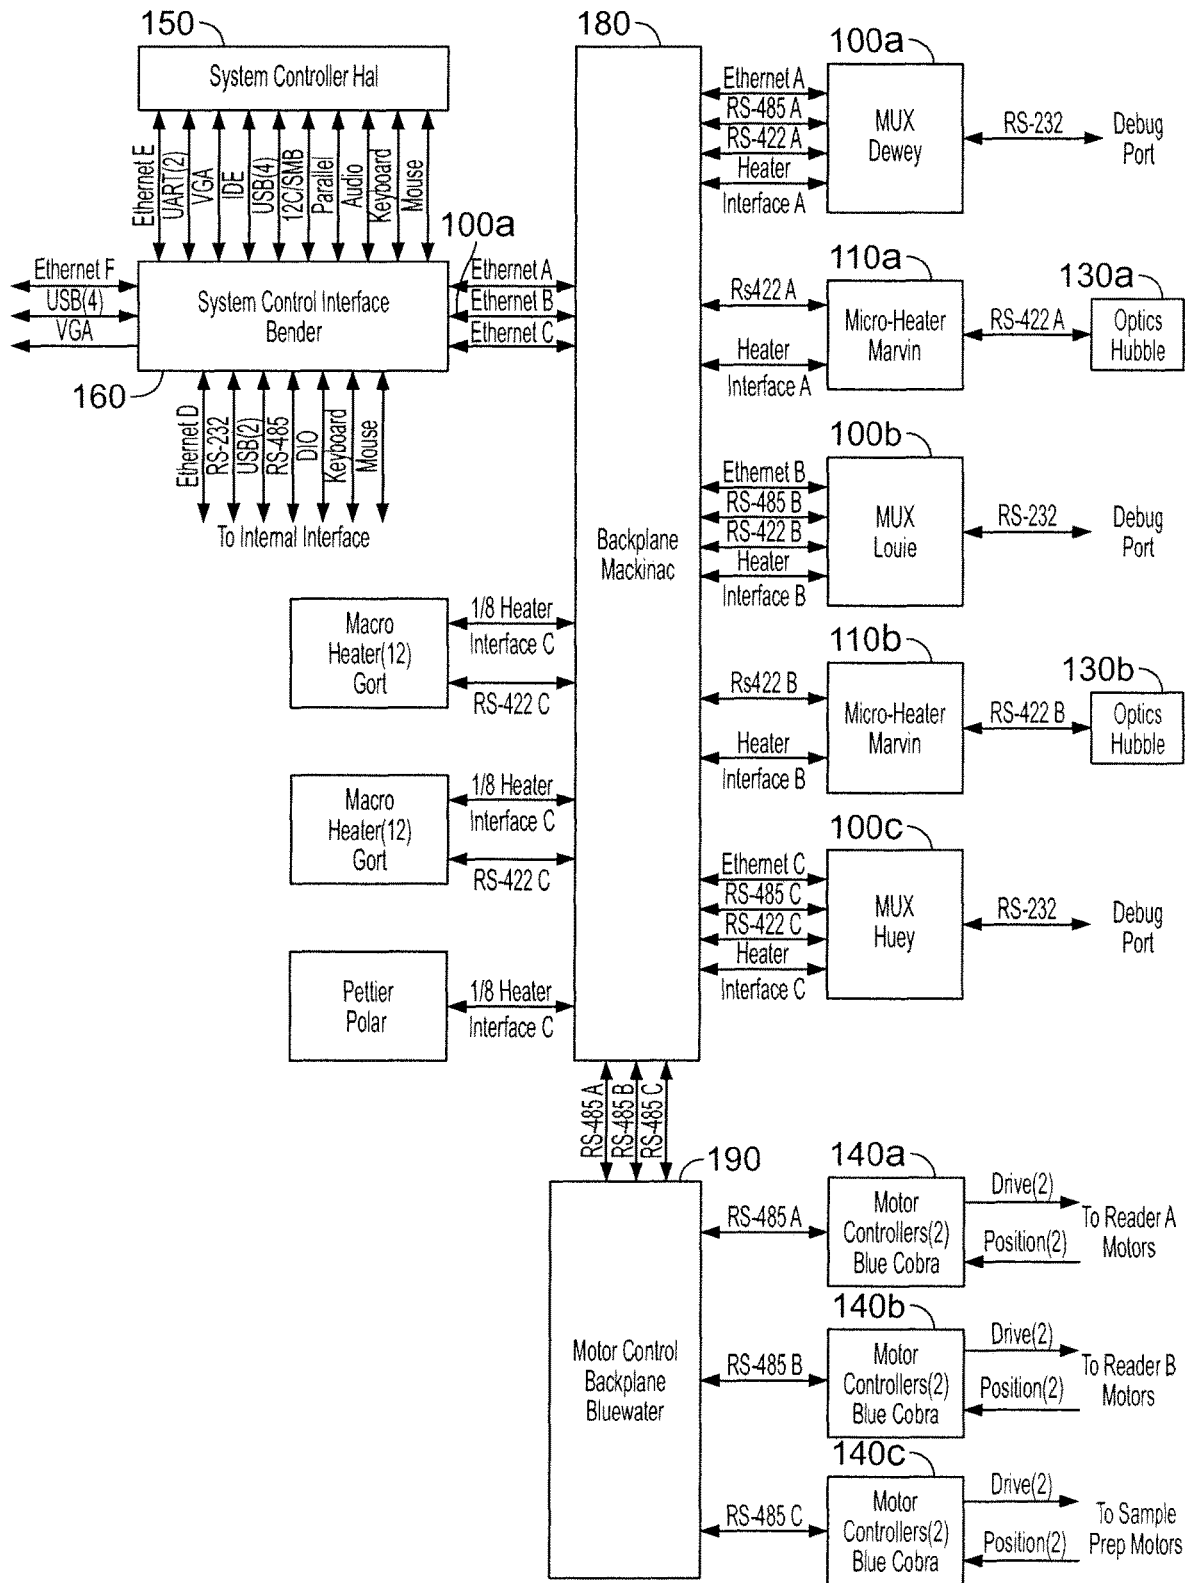 150
180
100a
System Controller Hal
Ethernet E
UART(2)
VGA
IDE
USB(4)
12C/SMB
Parallel
Audio
Keyboard
Mouse
100a
Ethernet F
USB(4)
VGA
System Control Interface
Bender
160
Ethernet A
Ethernet B
Ethernet C
Ethernet D
RS-232
USB(2)
RS-485
DIO
Keyboard
Mouse
To Internal Interface
Backplane
Mackinac
Ethernet A
RS-485 A
RS-422 A
Heater
Interface A
MUX
Dewey
RS-232
Debug
Port
110a
130a
Rs422 A
Heater
Interface A
Micro-Heater
Marvin
RS-422 A
Optics
Hubble
100b
Ethernet B
RS-485 B
RS-422 B
Heater
Interface B
MUX
Louie
RS-232
Debug
Port
Macro
Heater(12)
Gort
1/8 Heater
Interface C
RS-422 C
110b
130b
Rs422 B
Heater
Interface B
Micro-Heater
Marvin
RS-422 B
Optics
Hubble
Macro
Heater(12)
Gort
1/8 Heater
Interface C
RS-422 C
100c
Ethernet C
RS-485 C
RS-422 C
Heater
Interface C
MUX
Huey
RS-232
Debug
Port
Pettier
Polar
1/8 Heater
Interface C
RS-485 A
RS-485 B
RS-485 C
190
Motor Control
Backplane
Bluewater
140a
RS-485 A
Motor
Controllers(2)
Blue Cobra
Drive(2)
Position(2)
To Reader A
Motors
140b
RS-485 B
Motor
Controllers(2)
Blue Cobra
Drive(2)
Position(2)
To Reader B
Motors
140c
RS-485 C
Motor
Controllers(2)
Blue Cobra
Drive(2)
Position(2)
To Sample
Prep Motors